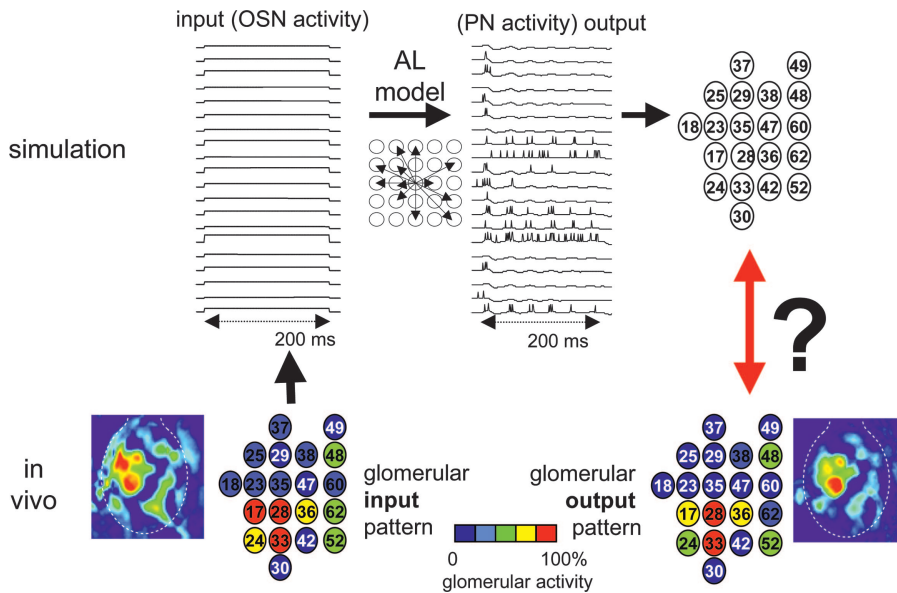 input (OSN activity)
(PN activity) output
AL
model
simulation
200 ms
200 ms
37 49
25 29 38 48
18 23 35 47 60
17 28 36 62
24 33 42 52
30
?
in
vivo
37 49
25 29 38 48
18 23 35 47 60
17 28 36 62
24 33 42 52
30
glomerular
input
pattern
glomerular
output
pattern
0 100%
glomerular activity
37 49
25 29 38 48
18 23 35 47 60
17 28 36 62
24 33 42 52
30